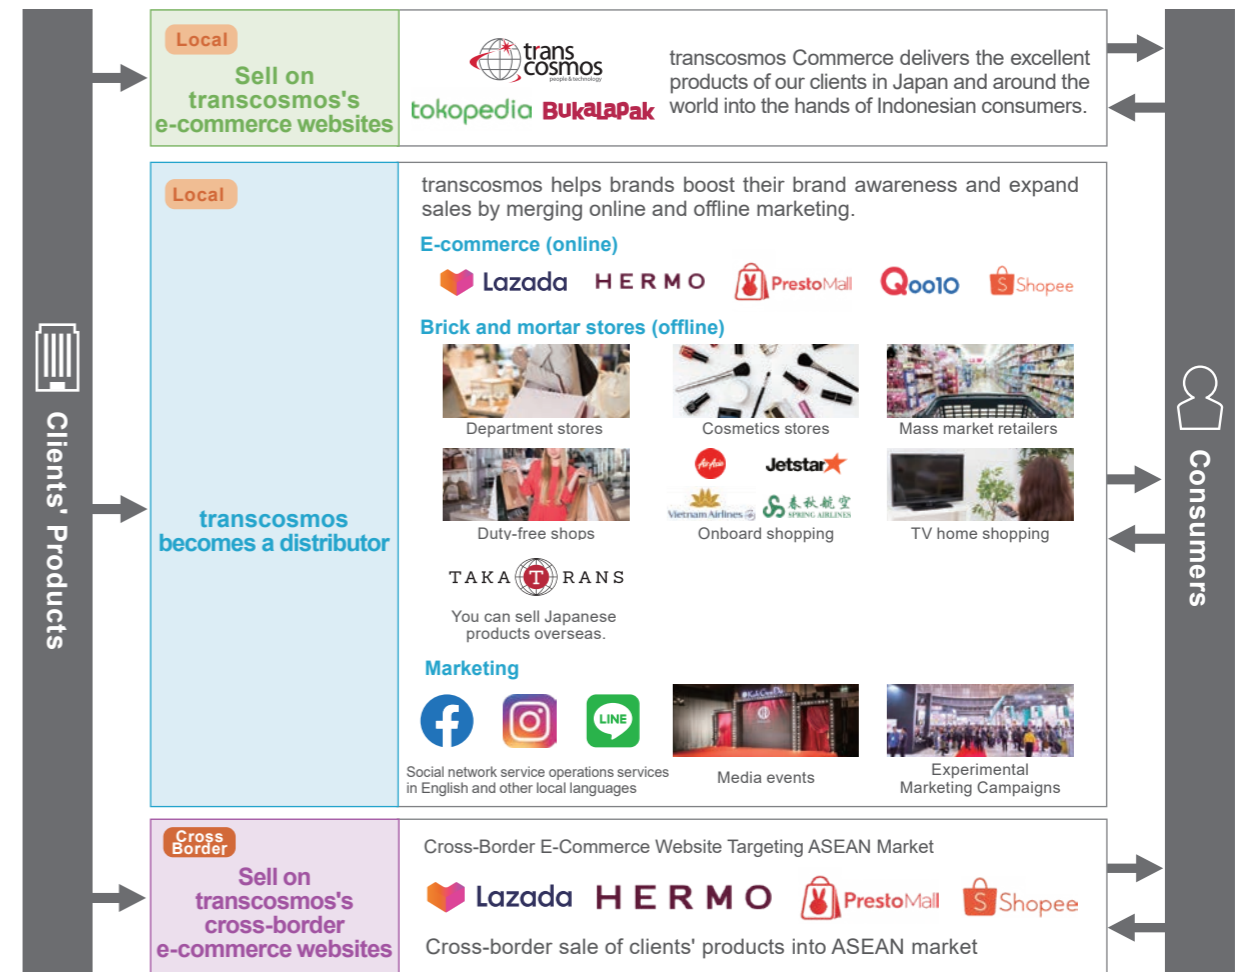 Clients' Products
Local
Sell on
transcosmos's
e-commerce websites
trans
cosmos
people & technology
tokopedia
BukaLapak
transcosmos Commerce delivers the excellent
products of our clients in Japan and around the
world into the hands of Indonesian consumers.
Local
transcosmos
becomes a distributor
transcosmos helps brands boost their brand awareness and expand
sales by merging online and offline marketing.
E-commerce (online)
Lazada
HERMO
PrestoMall
Qoo10
S Shopee
Brick and mortar stores (offline)
Department stores
Cosmetics stores
Mass market retailers
AirAsia
Jetstar
Vietnam Airlines
春秋航空
SPRING AIRLINES
Duty-free shops
Onboard shopping
TV home shopping
TAKA T RANS
You can sell Japanese
products overseas.
Marketing
LINE
Social network service operations services
in English and other local languages
Media events
Experimental
Marketing Campaigns
Cross
Border
Sell on
transcosmos's
cross-border
e-commerce websites
Cross-Border E-Commerce Website Targeting ASEAN Market
Lazada
HERMO
PrestoMall
S Shopee
Cross-border sale of clients' products into ASEAN market
Consumers